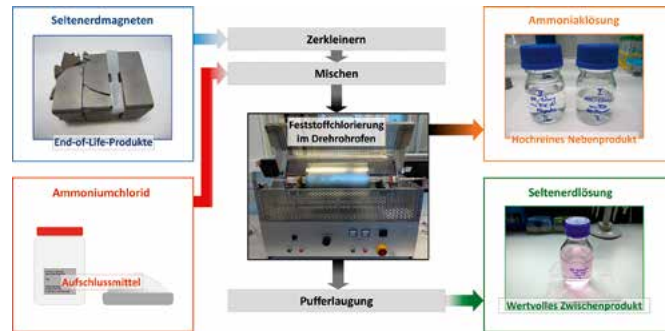 Seltenerdmagneten
End-of-Life-Produkte
Ammoniumchlorid
Aufschlussmittel
Zerkleinern
Mischen
Feststoffchlorierung
im Drehrohrofen
Pufferlaugung
Ammoniaklösung
Hochreines Nebenprodukt
Seltenerdlösung
Wertvolles Zwischenprodukt